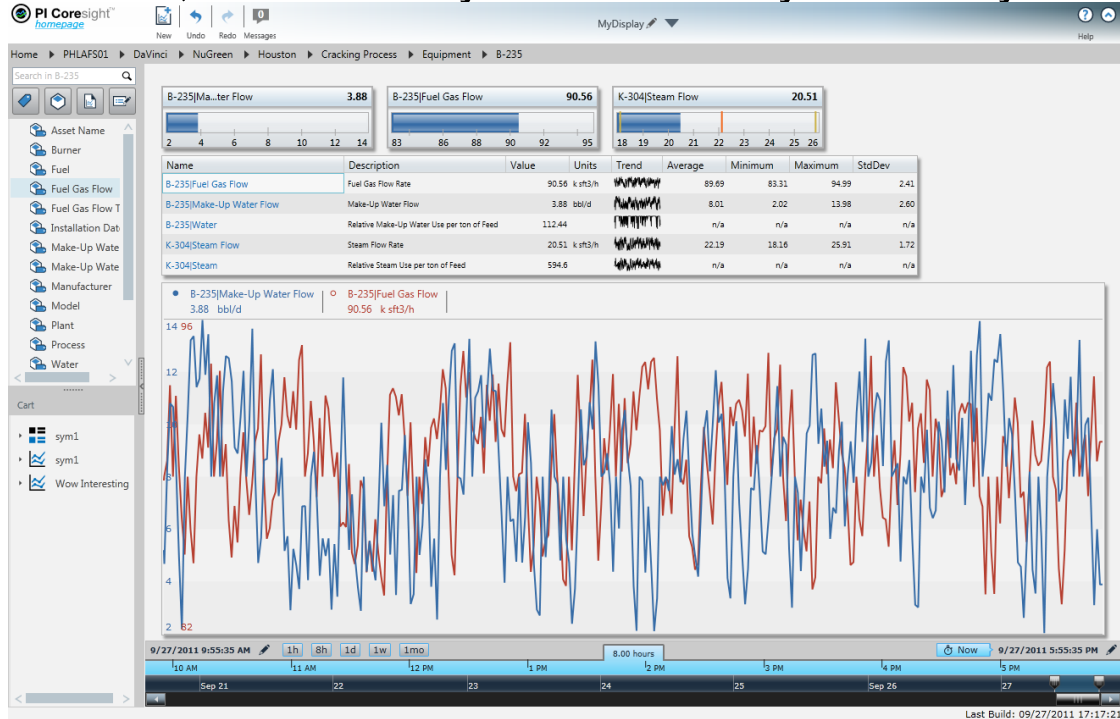 PI Coresight™
homepage
New Undo Redo Messages
0
MyDisplay
Help
Home PHLAFS01 DaVinci NuGreen Houston Cracking Process Equipment B-235
Search in B-235
Asset Name
Burner
Fuel
Fuel Gas Flow
Fuel Gas Flow T
Installation Dat
Make-Up Wate
Make-Up Wate
Manufacturer
Model
Plant
Process
Water
Cart
sym1
sym1
Wow Interesting
B-235|Ma...ter Flow 3.88
2 4 6 8 10 12 14
B-235|Fuel Gas Flow 90.56
83 86 88 90 92 95
K-304|Steam Flow 20.51
18 19 20 21 22 23 24 25 26
Name Description Value Units Trend Average Minimum Maximum StdDev
B-235|Fuel Gas Flow Fuel Gas Flow Rate 90.56 k sft3/h 89.69 83.31 94.99 2.41
B-235|Make-Up Water Flow Make-Up Water Flow 3.88 bbl/d 8.01 2.02 13.98 2.60
B-235|Water Relative Make-Up Water Use per ton of Feed 112.44 n/a n/a n/a n/a
K-304|Steam Flow Steam Flow Rate 20.51 k sft3/h 22.19 18.16 25.91 1.72
K-304|Steam Relative Steam Use per ton of Feed 594.6 n/a n/a n/a n/a
B-235|Make-Up Water Flow B-235|Fuel Gas Flow
3.88 bbl/d 90.56 k sft3/h
14 96
12
10
8
6
4
2 82
9/27/2011 9:55:35 AM 1h 8h 1d 1w 1mo 8.00 hours Now 9/27/2011 5:55:35 PM
10 AM 11 AM 12 PM 1 PM 2 PM 3 PM 4 PM 5 PM
Sep 21 22 23 24 25 Sep 26 27
Last Build: 09/27/2011 17:17:21